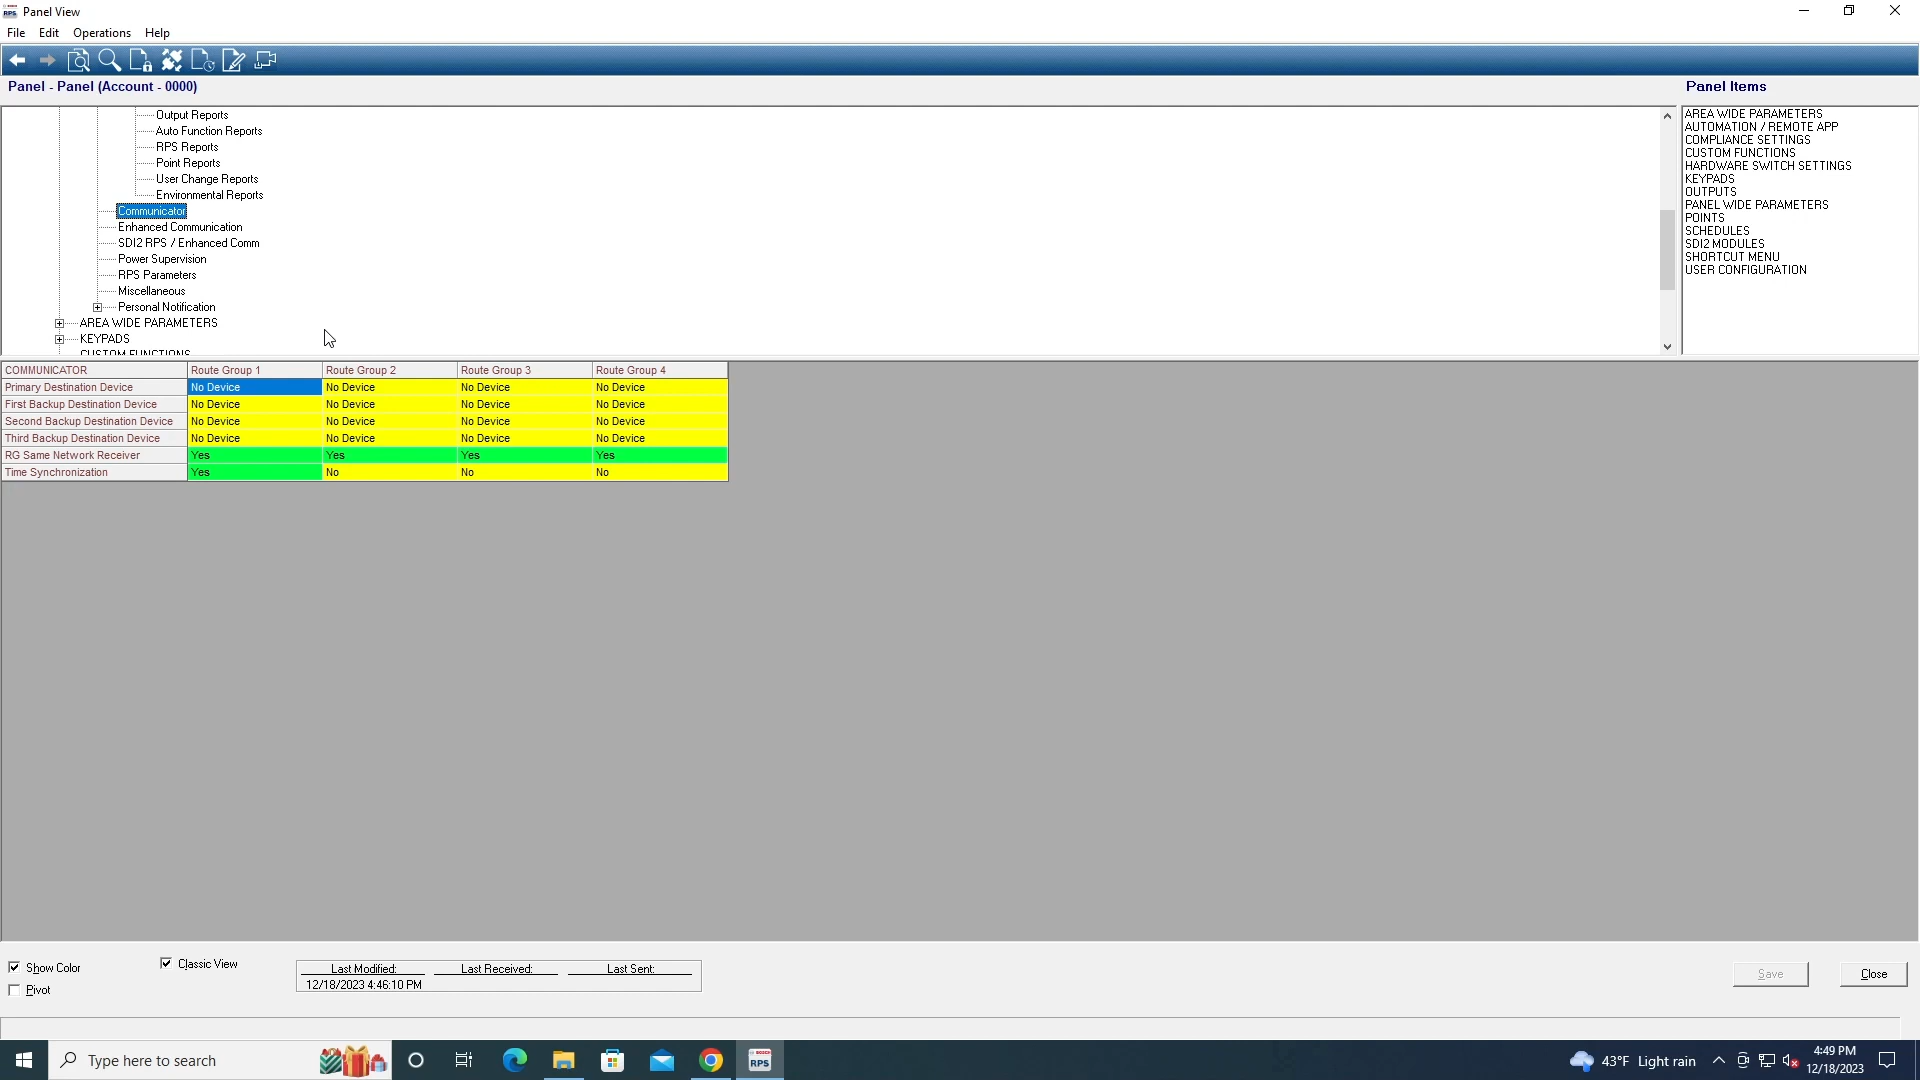 BOSCH RPS Panel View
File Edit Operations Help
Panel - Panel (Account - 0000)
Panel Items
Output Reports
Auto Function Reports
RPS Reports
Point Reports
User Change Reports
Environmental Reports
Communicator
Enhanced Communication
SDI2 RPS / Enhanced Comm
Power Supervision
RPS Parameters
Miscellaneous
Personal Notification
AREA WIDE PARAMETERS
KEYPADS
CUSTOM FUNCTIONS
AREA WIDE PARAMETERS
AUTOMATION / REMOTE APP
COMPLIANCE SETTINGS
CUSTOM FUNCTIONS
HARDWARE SWITCH SETTINGS
KEYPADS
OUTPUTS
PANEL WIDE PARAMETERS
POINTS
SCHEDULES
SDI2 MODULES
SHORTCUT MENU
USER CONFIGURATION
COMMUNICATOR Route Group 1 Route Group 2 Route Group 3 Route Group 4
Primary Destination Device No Device No Device No Device No Device
First Backup Destination Device No Device No Device No Device No Device
Second Backup Destination Device No Device No Device No Device No Device
Third Backup Destination Device No Device No Device No Device No Device
RG Same Network Receiver Yes Yes Yes Yes
Time Synchronization Yes No No No
Show Color Classic View
Pivot
Last Modified: Last Received: Last Sent:
12/18/2023 4:46:10 PM
Save Close
Type here to search
BOSCH
RPS
43°F Light rain
4:49 PM
12/18/2023